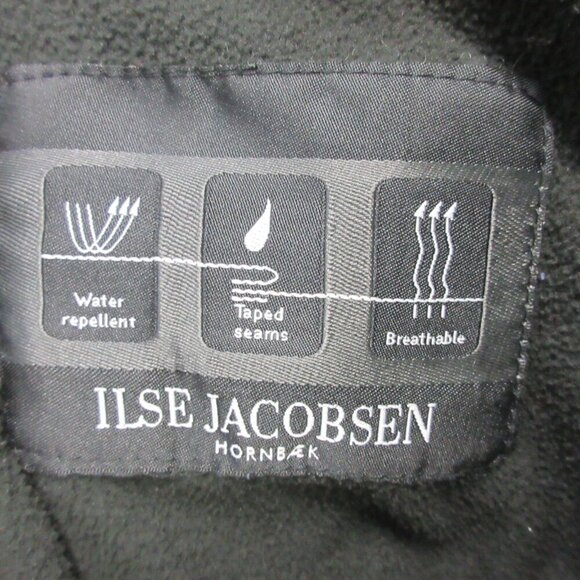 Water
repellent
Taped
seams
Breathable
ILSE JACOBSEN
HORNBÆK